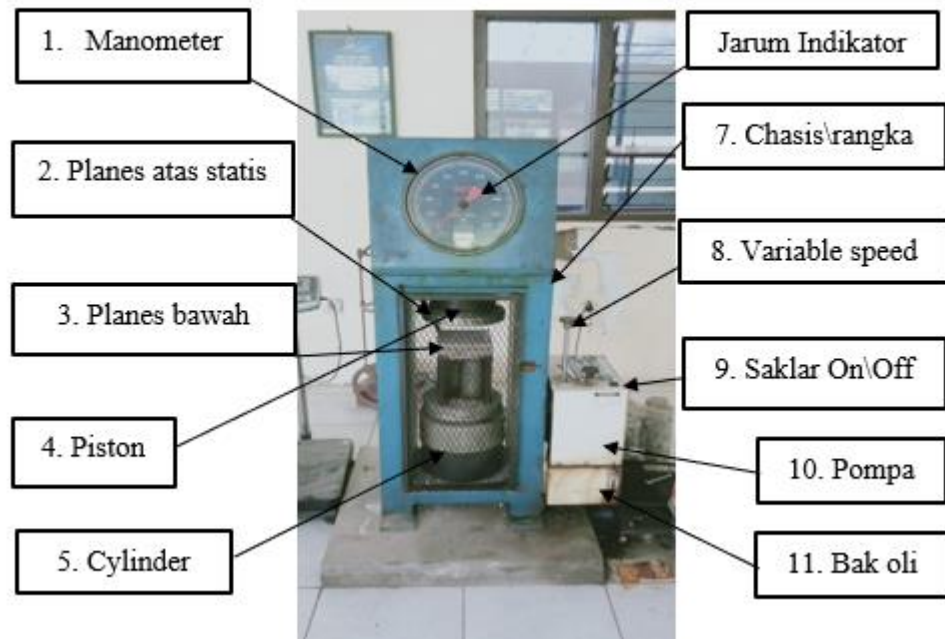 1. Manometer
2. Planes atas statis
3. Planes bawah
4. Piston
5. Cylinder
Jarum Indikator
7. Chasis\rangka
8. Variable speed
9. Saklar On\Off
10. Pompa
11. Bak oli